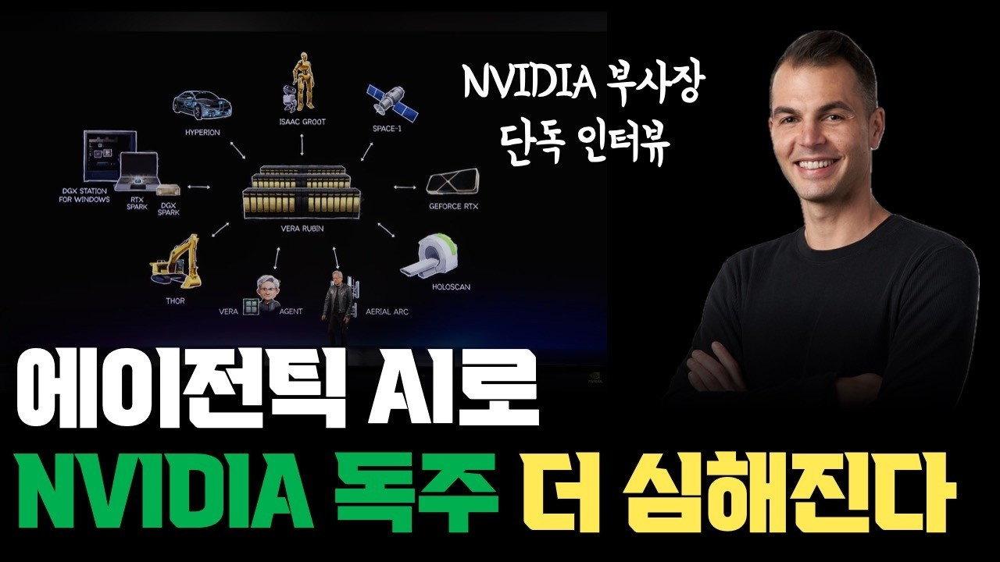 NVIDIA 부사장
단독 인터뷰
HYPERION
ISAAC GROOT
SPACE-1
DGX STATION
FOR WINDOWS
RTX
SPARK
DGX
SPARK
VERA RUBIN
GEFORCE RTX
THOR
VERA AGENT
AERIAL ARC
HOLOSCAN
에이전틱 AI로
NVIDIA 독주 더 심해진다